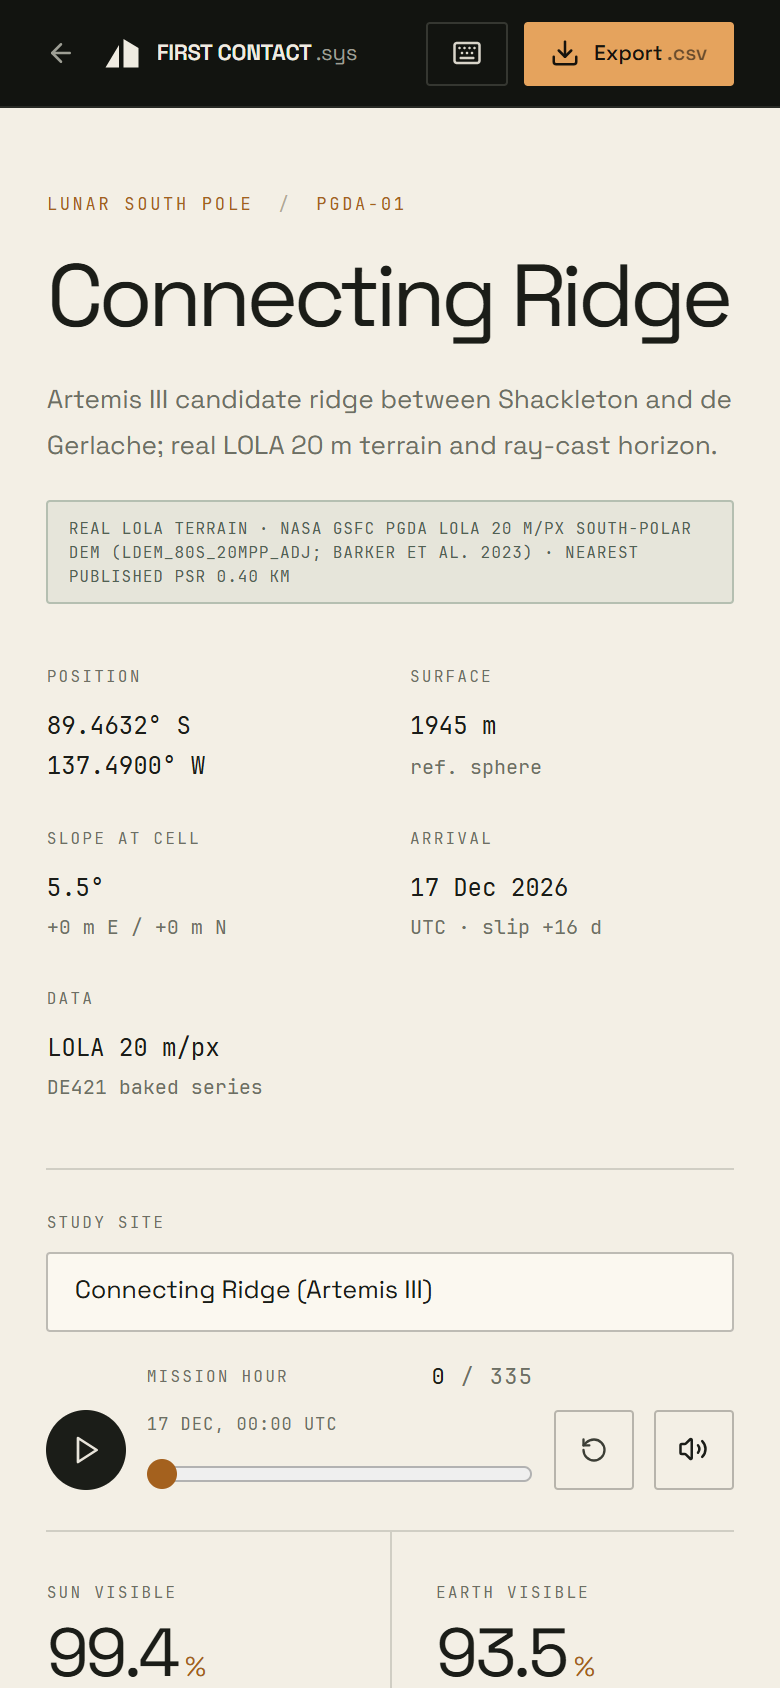 FIRST CONTACT .sys
Export .csv
LUNAR SOUTH POLE / PGDA-01
Connecting Ridge
Artemis III candidate ridge between Shackleton and de
Gerlache; real LOLA 20 m terrain and ray-cast horizon.
REAL LOLA TERRAIN · NASA GSFC PGDA LOLA 20 M/PX SOUTH-POLAR
DEM (LDEM_80S_20MPP_ADJ; BARKER ET AL. 2023) · NEAREST
PUBLISHED PSR 0.40 KM
POSITION
89.4632° S
137.4900° W
SURFACE
1945 m
ref. sphere
SLOPE AT CELL
5.5°
+0 m E / +0 m N
ARRIVAL
17 Dec 2026
UTC · slip +16 d
DATA
LOLA 20 m/px
DE421 baked series
STUDY SITE
Connecting Ridge (Artemis III)
MISSION HOUR 0 / 335
17 DEC, 00:00 UTC
SUN VISIBLE
99.4%
EARTH VISIBLE
93.5%